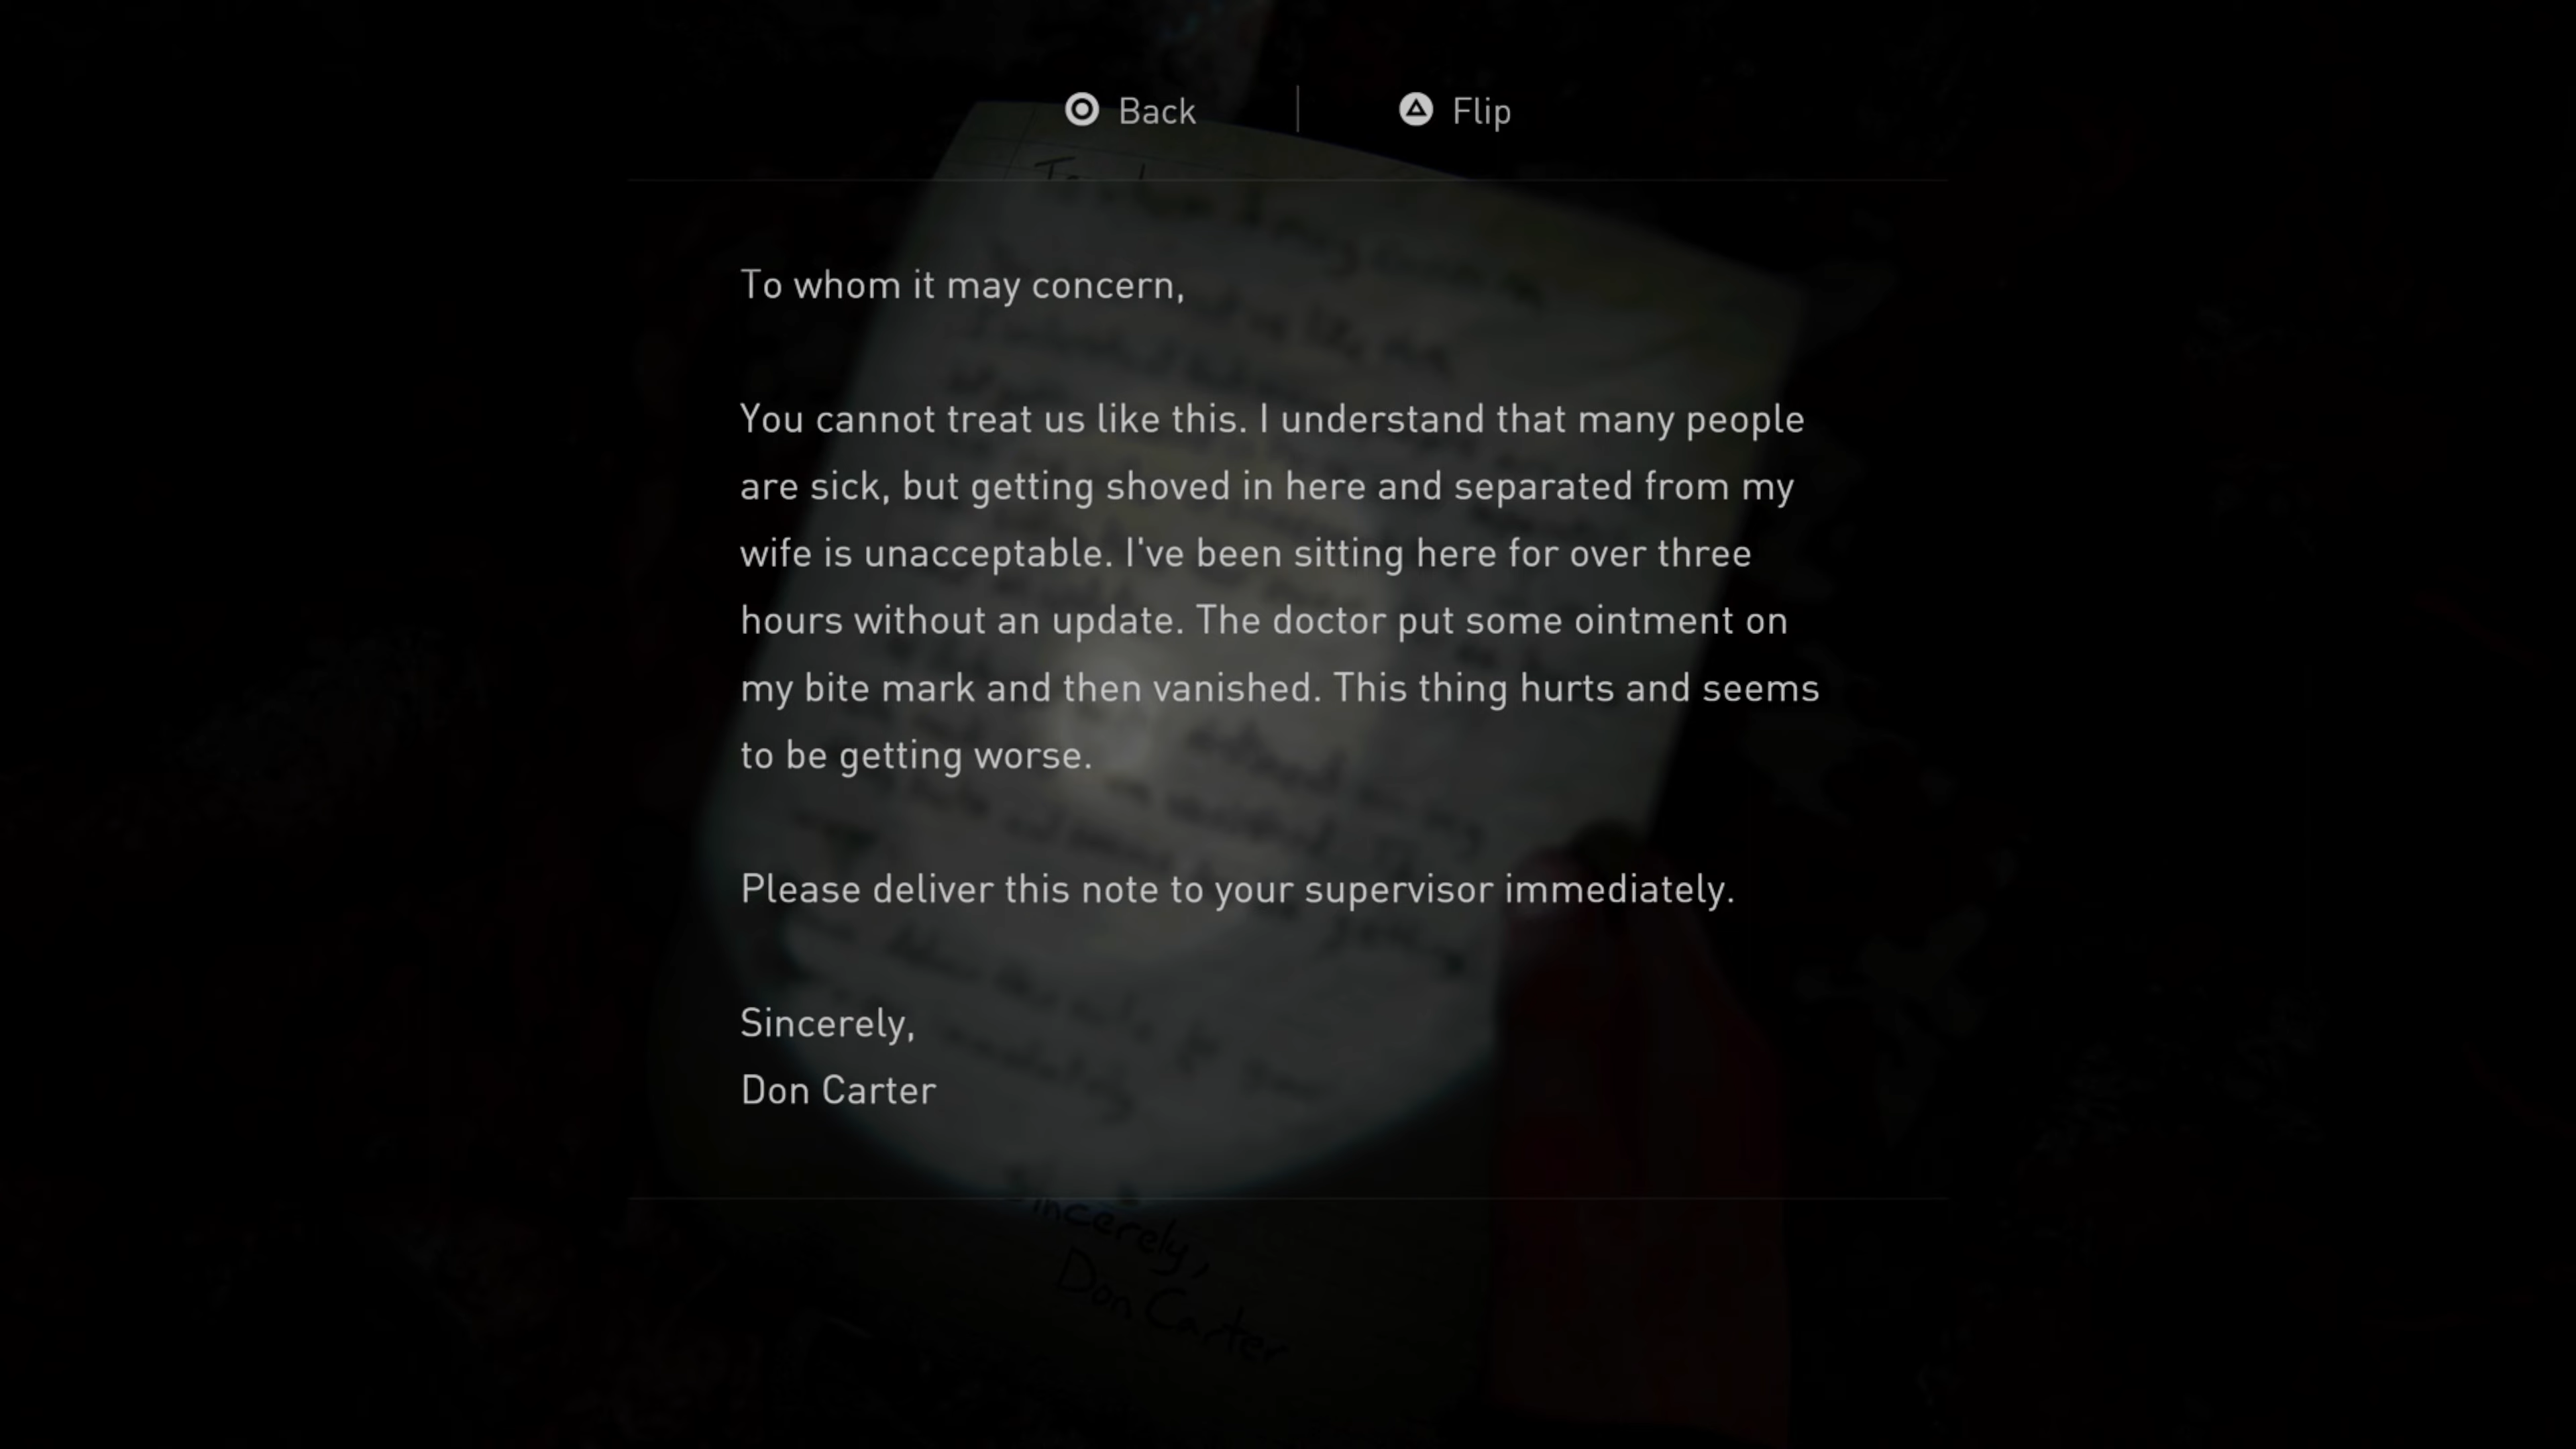 Back
Flip
To whom it may concern,
You cannot treat us like this. I understand that many people
are sick, but getting shoved in here and separated from my
wife is unacceptable. I've been sitting here for over three
hours without an update. The doctor put some ointment on
my bite mark and then vanished. This thing hurts and seems
to be getting worse.
Please deliver this note to your supervisor immediately.
Sincerely,
Don Carter
Sincerely,
Don Carter